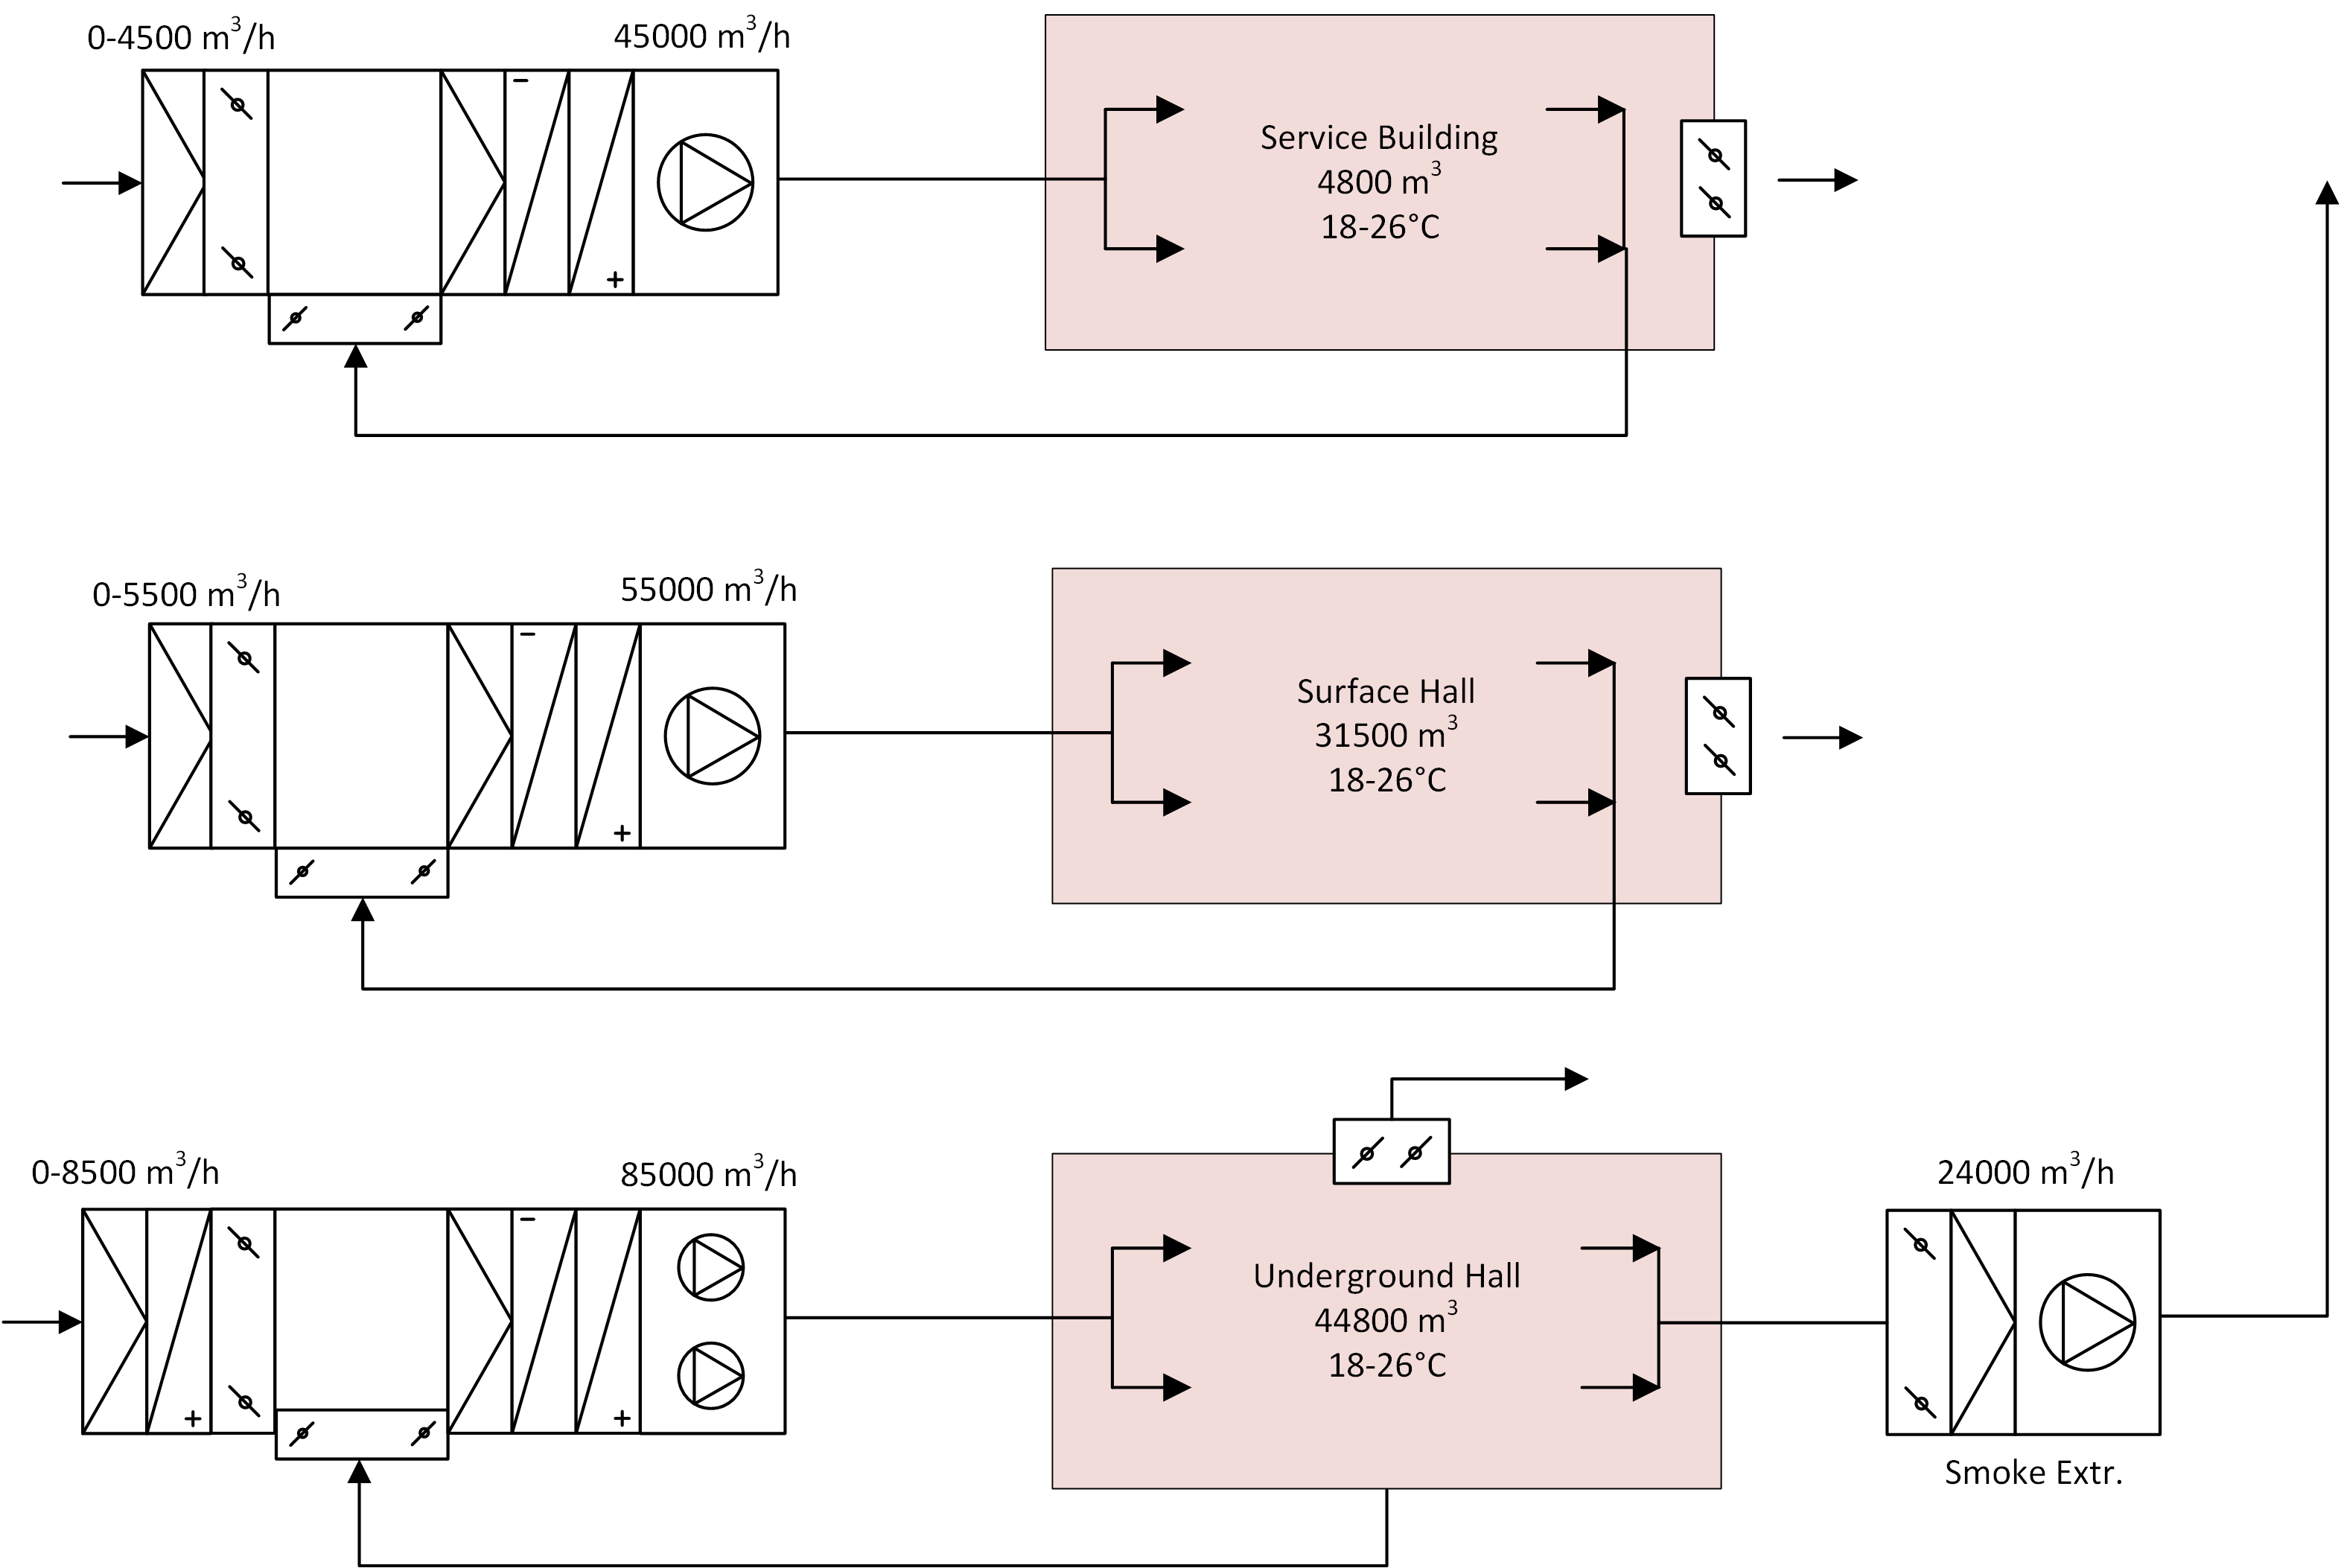 0-4500 m³/h
45000 m³/h
-
+
Service Building
4800 m³
18-26°C
0-5500 m³/h
55000 m³/h
-
+
Surface Hall
31500 m³
18-26°C
0-8500 m³/h
85000 m³/h
+
-
+
Underground Hall
44800 m³
18-26°C
24000 m³/h
Smoke Extr.